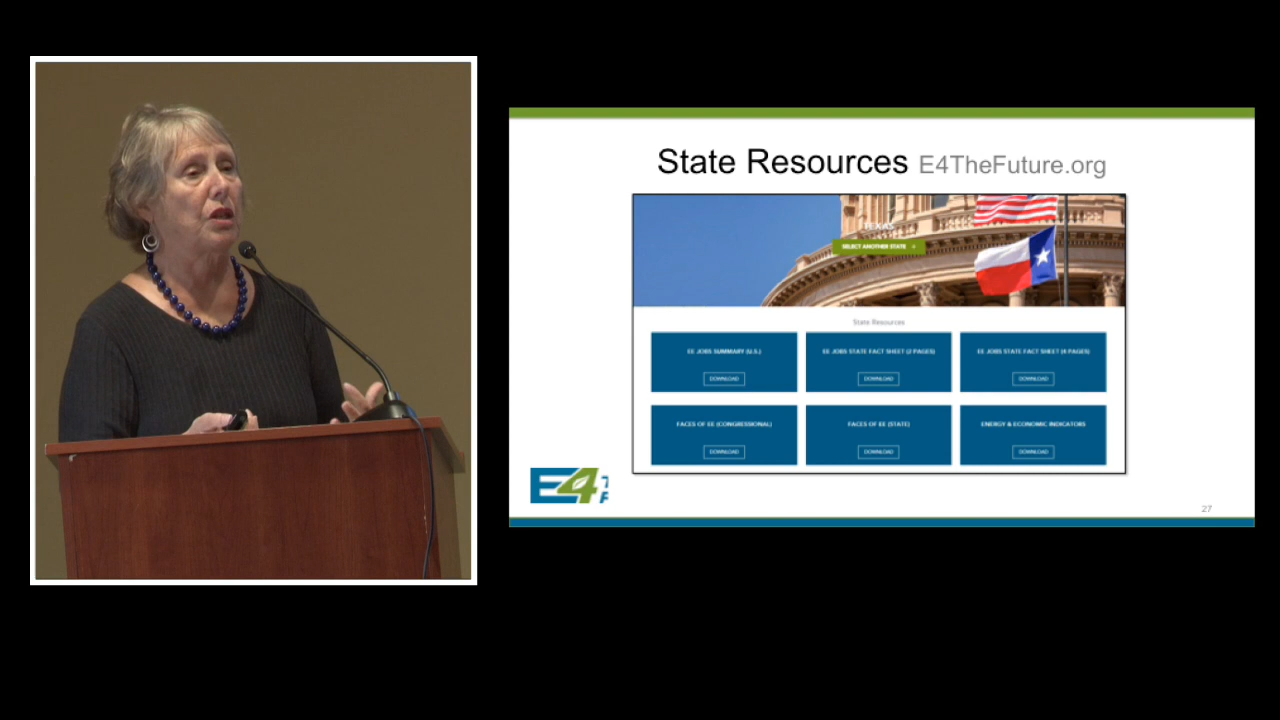 State Resources E4TheFuture.org
TEXAS
SELECT ANOTHER STATE
State Resources
EE JOBS SUMMARY (U.S.)
DOWNLOAD
EE JOBS STATE FACT SHEET (2 PAGES)
DOWNLOAD
EE JOBS STATE FACT SHEET (4 PAGES)
DOWNLOAD
FACES OF EE (CONGRESSIONAL)
DOWNLOAD
FACES OF EE (STATE)
DOWNLOAD
ENERGY & ECONOMIC INDICATORS
DOWNLOAD
E4
27